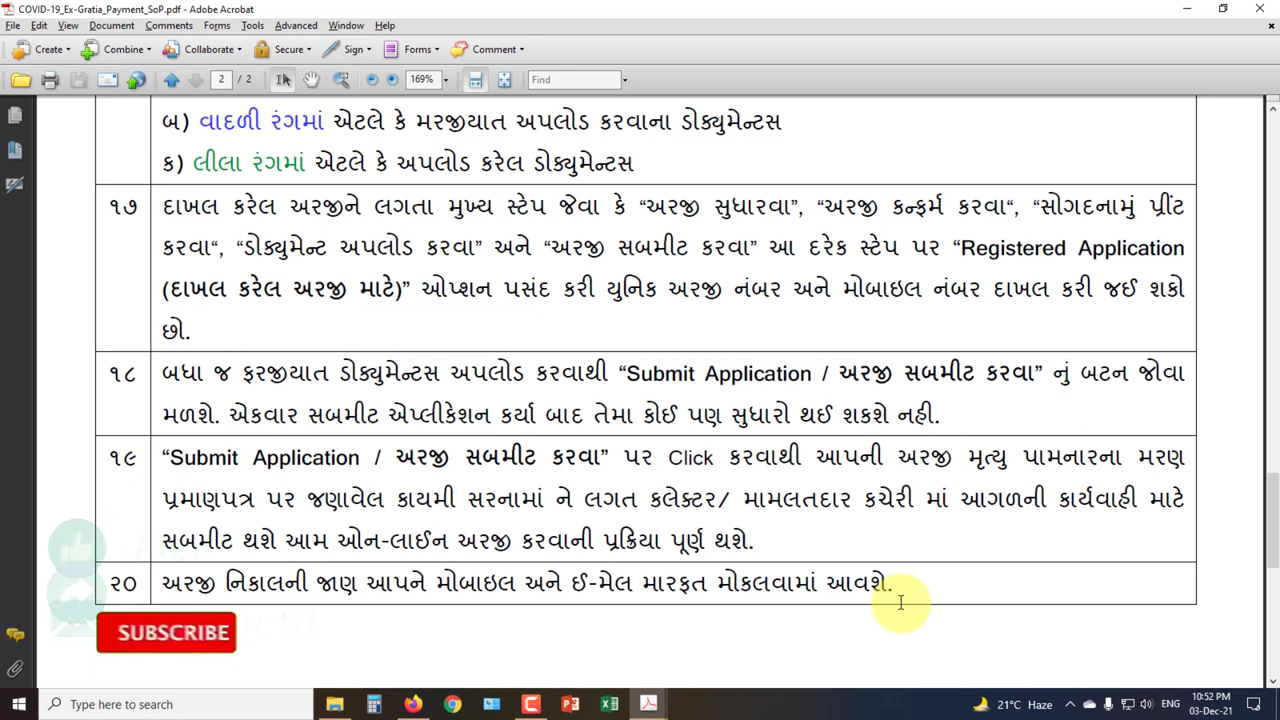 COVID-19_Ex-Gratia_Payment_SoP.pdf - Adobe Acrobat
File Edit View Document Comments Forms Tools Advanced Window Help
Create Combine Collaborate Secure Sign Forms Comment
2 / 2 169% Find
બ) વાદળી રંગમાં એટલે કે મરજીયાત અપલોડ કરવાના ડોક્યુમેન્ટસ
ક) લીલા રંગમાં એટલે કે અપલોડ કરેલ ડોક્યુમેન્ટસ
૧૭ દાખલ કરેલ અરજીને લગતા મુખ્ય સ્ટેપ જેવા કે “અરજી સુધારવા”, “અરજી કન્ફર્મ કરવા“, “સોગદનામું પ્રીંટ
કરવા“, “ડોક્યુમેન્ટ અપલોડ કરવા” અને “અરજી સબમીટ કરવા” આ દરેક સ્ટેપ પર “Registered Application
(દાખલ કરેલ અરજી માટે)” ઓપ્શન પસંદ કરી યુનિક અરજી નંબર અને મોબાઇલ નંબર દાખલ કરી જઈ શકો
છો.
૧૮ બધા જ ફરજીયાત ડોક્યુમેન્ટસ અપલોડ કરવાથી “Submit Application / અરજી સબમીટ કરવા” નું બટન જોવા
મળશે. એકવાર સબમીટ એપ્લીકેશન કર્યા બાદ તેમા કોઈ પણ સુધારો થઈ શકશે નહી.
૧૯ “Submit Application / અરજી સબમીટ કરવા” પર Click કરવાથી આપની અરજી મૃત્યુ પામનારના મરણ
પ્રમાણપત્ર પર જણાવેલ કાયમી સરનામાં ને લગત કલેક્ટર/ મામલતદાર કચેરી માં આગળની કાર્યવાહી માટે
સબમીટ થશે આમ ઓન-લાઈન અરજી કરવાની પ્રક્રિયા પૂર્ણ થશે.
૨૦ અરજી નિકાલની જાણ આપને મોબાઇલ અને ઈ-મેલ મારફત મોકલવામાં આવશે.
SUBSCRIBE
Type here to search
21°C Haze
ENG
10:52 PM
03-Dec-21